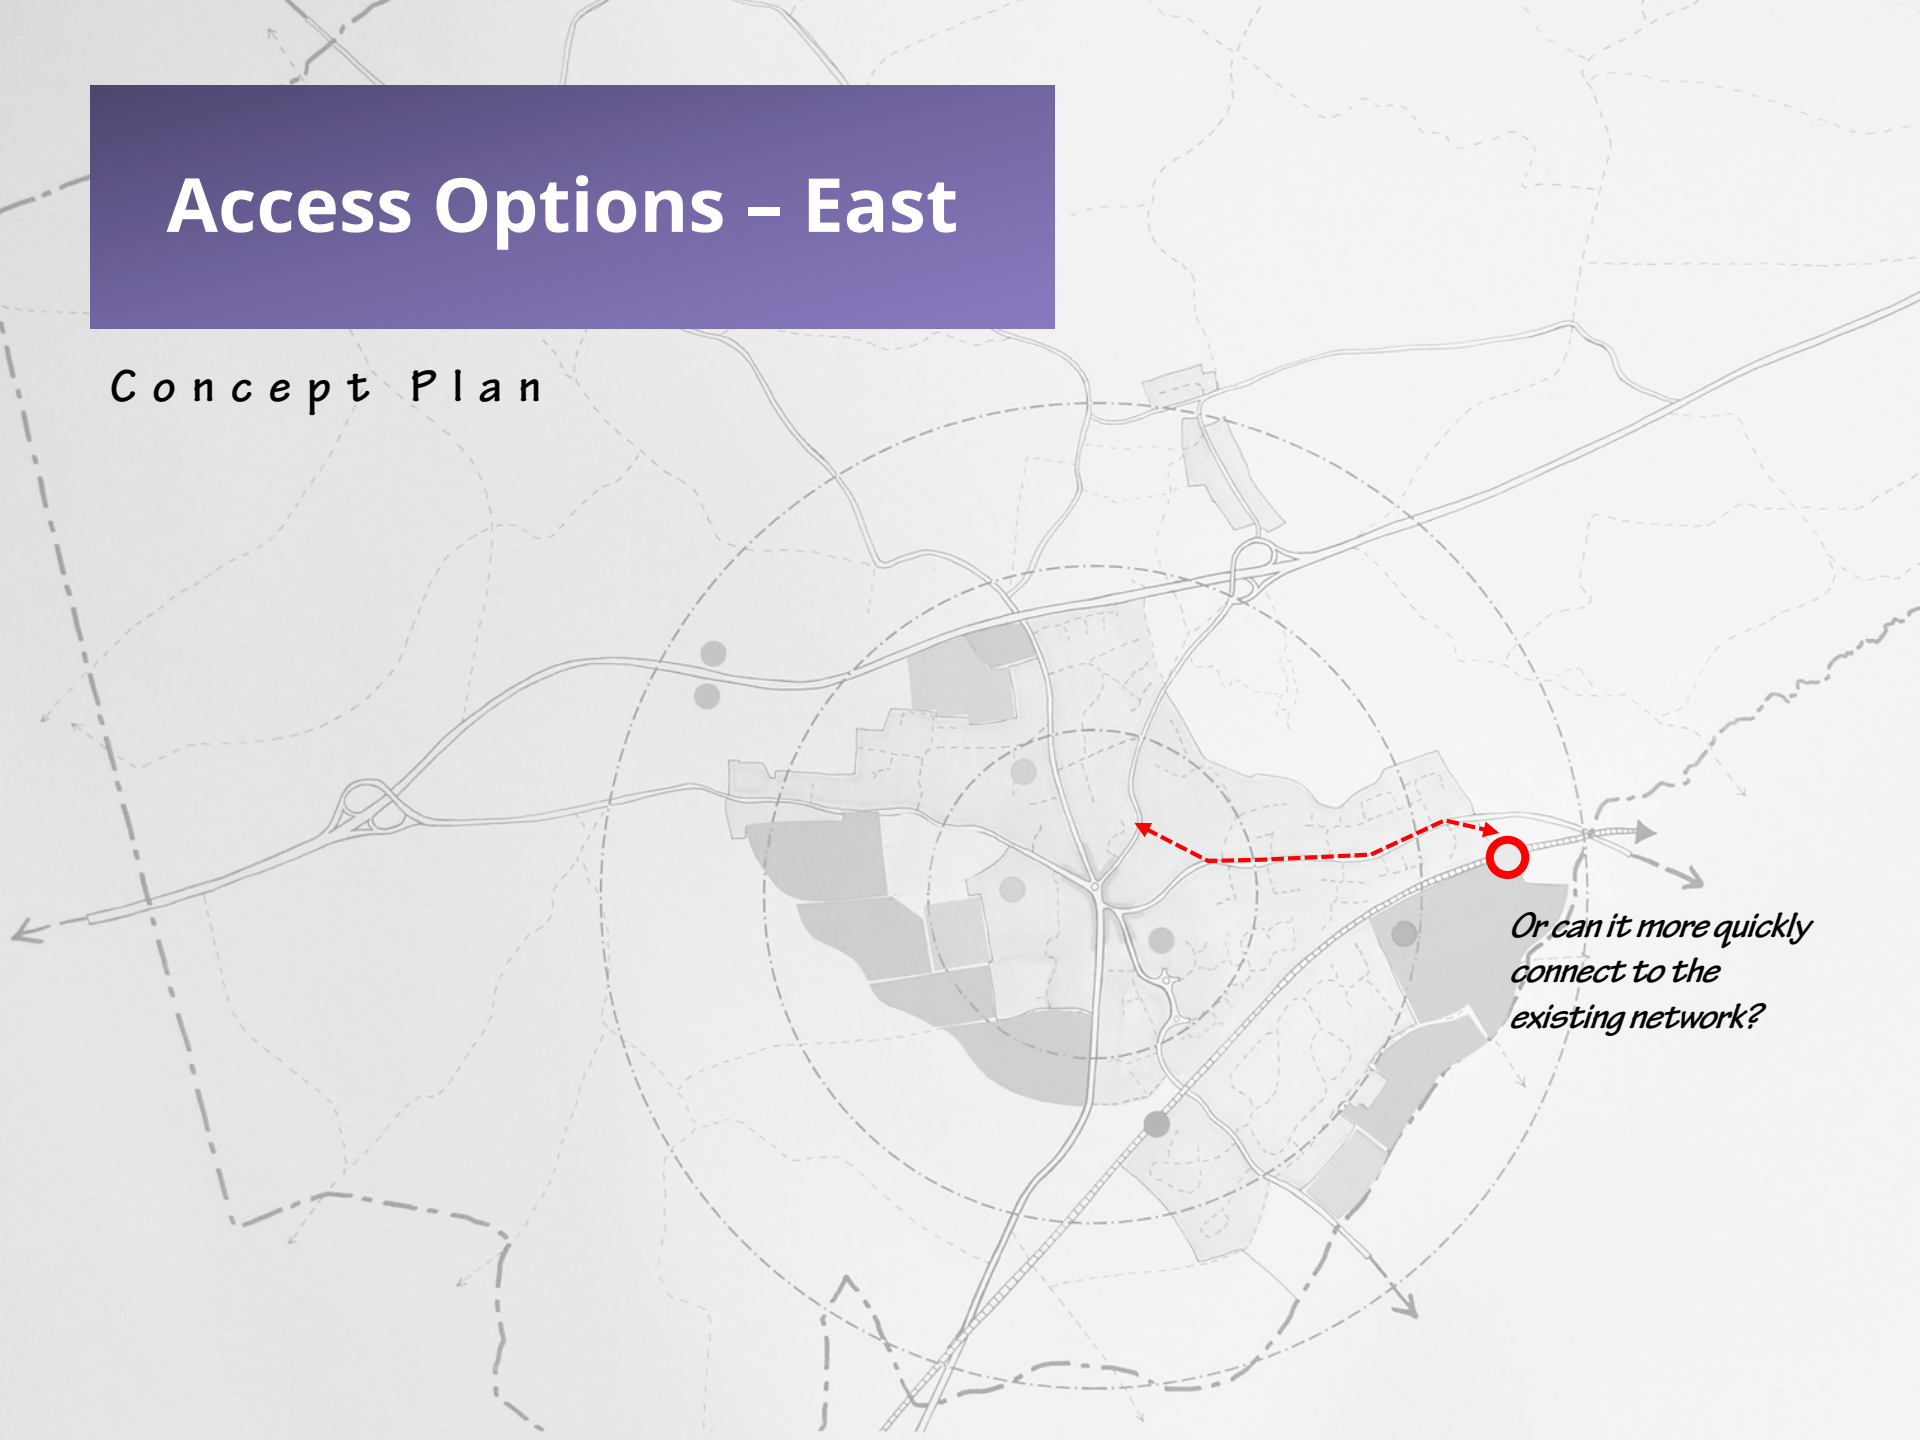 Access Options – East
Concept Plan
Or can it more quickly
connect to the
existing network?